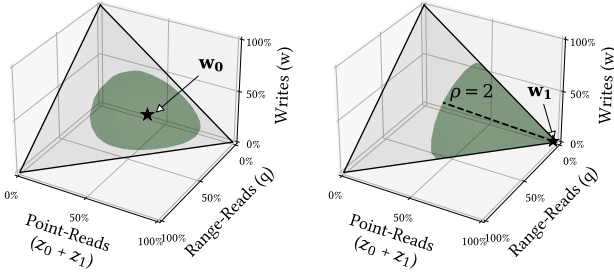 100%
50%
0%
0%
50%
100%
0%
50%
100%
Writes (w)
Range-Reads (q)
Point-Reads
(z₀ + z₁)
w₀
100%
50%
0%
0%
50%
100%
0%
50%
100%
Writes (w)
Range-Reads (q)
Point-Reads
(z₀ + z₁)
w₁
ρ = 2